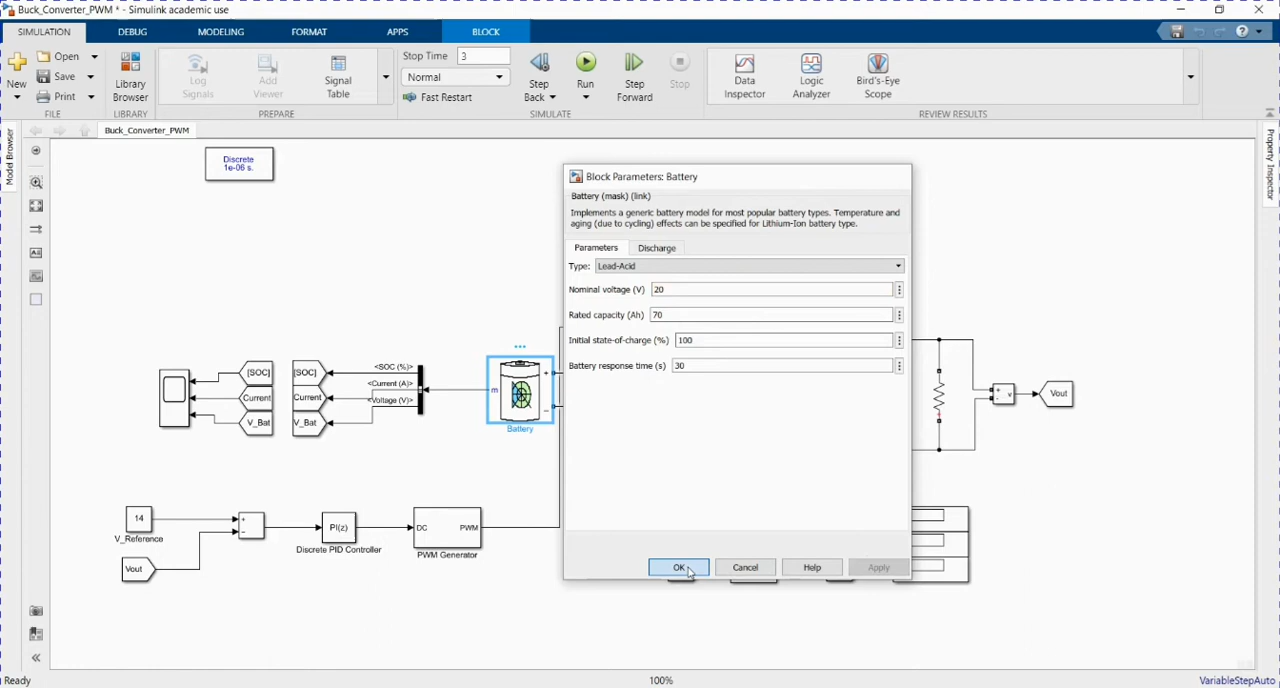 Buck_Converter_PWM * - Simulink academic use
SIMULATION
DEBUG
MODELING
FORMAT
APPS
BLOCK
New
Open
Save
Print
FILE
Library
Browser
LIBRARY
Log
Signals
Add
Viewer
Signal
Table
PREPARE
Stop Time 3
Normal
Fast Restart
Step
Back
Run
Step
Forward
Stop
SIMULATE
Data
Inspector
Logic
Analyzer
Bird's-Eye
Scope
REVIEW RESULTS
Buck_Converter_PWM
Model Browser
Property Inspector
Discrete
1e-06 s.
Block Parameters: Battery
Battery (mask) (link)
Implements a generic battery model for most popular battery types. Temperature and
aging (due to cycling) effects can be specified for Lithium-Ion battery type.
Parameters
Discharge
Type: Lead-Acid
Nominal voltage (V) 20
Rated capacity (Ah) 70
Initial state-of-charge (%) 100
Battery response time (s) 30
OK
Cancel
Help
Apply
[SOC]
Current
V_Bat
[SOC]
Current
V_Bat
<SOC (%)>
<Current (A)>
<Voltage (V)>
m
+
−
Battery
+
−
v
Vout
14
V_Reference
Vout
+
−
PI(z)
Discrete PID Controller
DC
PWM
PWM Generator
Ready
100%
VariableStepAuto